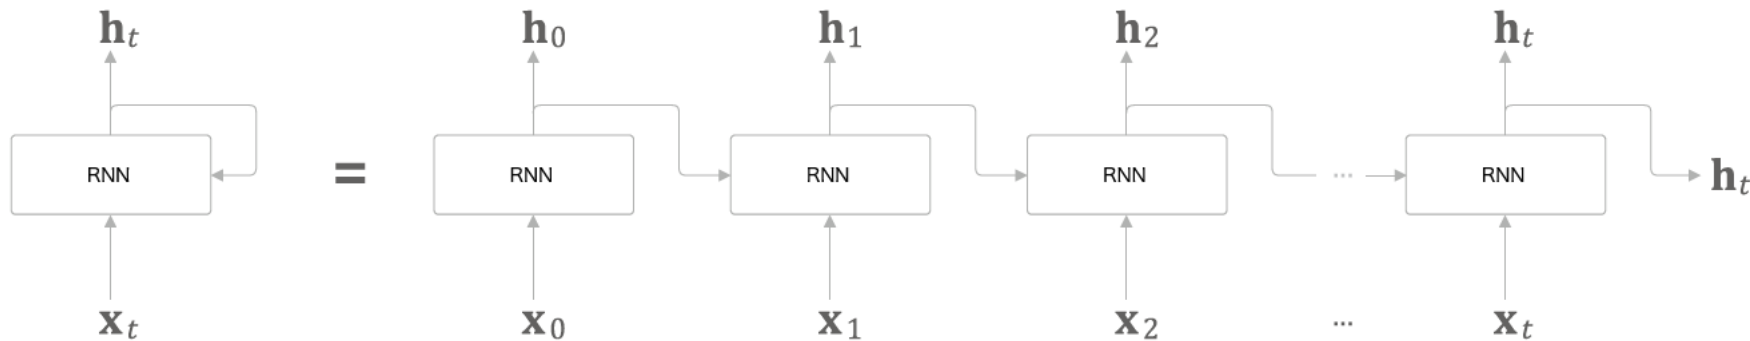 h_t h_0 h_1 h_2 h_t
RNN = RNN RNN RNN ... RNN h_t
x_t x_0 x_1 x_2 ... x_t